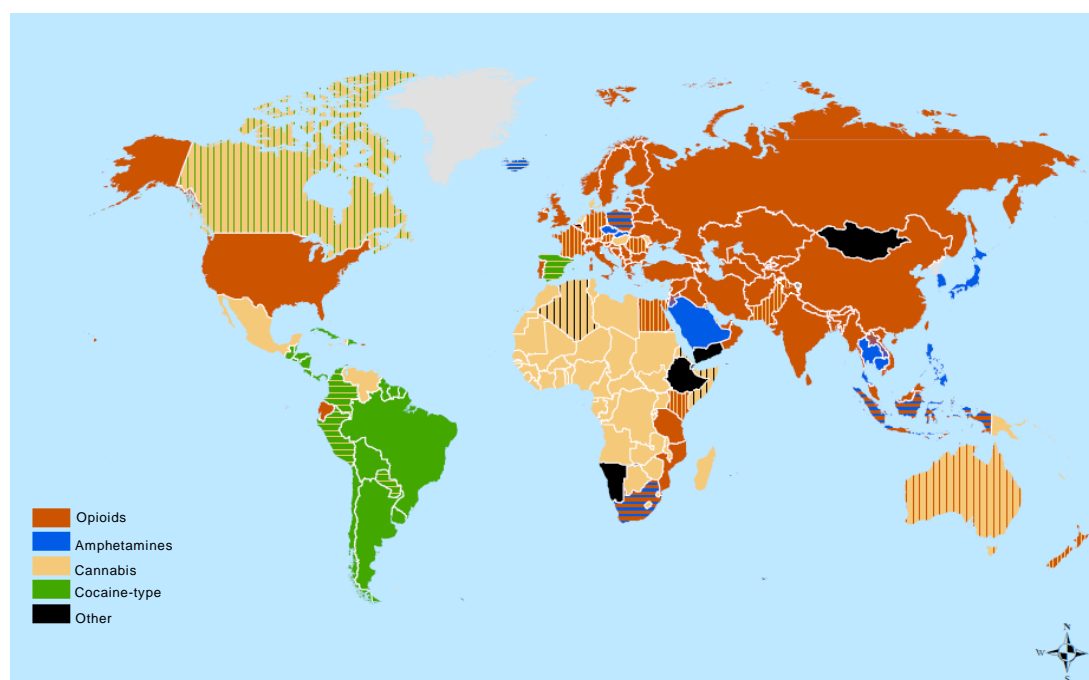 Opioids
Amphetamines
Cannabis
Cocaine-type
Other
N
W
S